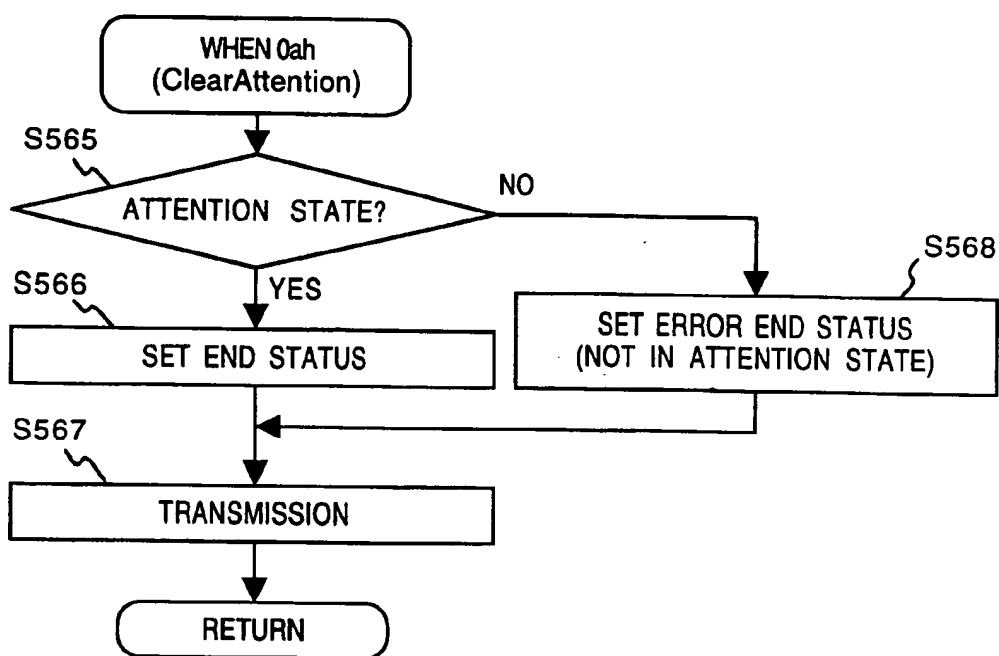 WHEN 0ah
(ClearAttention)
S565
ATTENTION STATE?
NO
S568
S566
YES
SET ERROR END STATUS
(NOT IN ATTENTION STATE)
SET END STATUS
S567
TRANSMISSION
RETURN